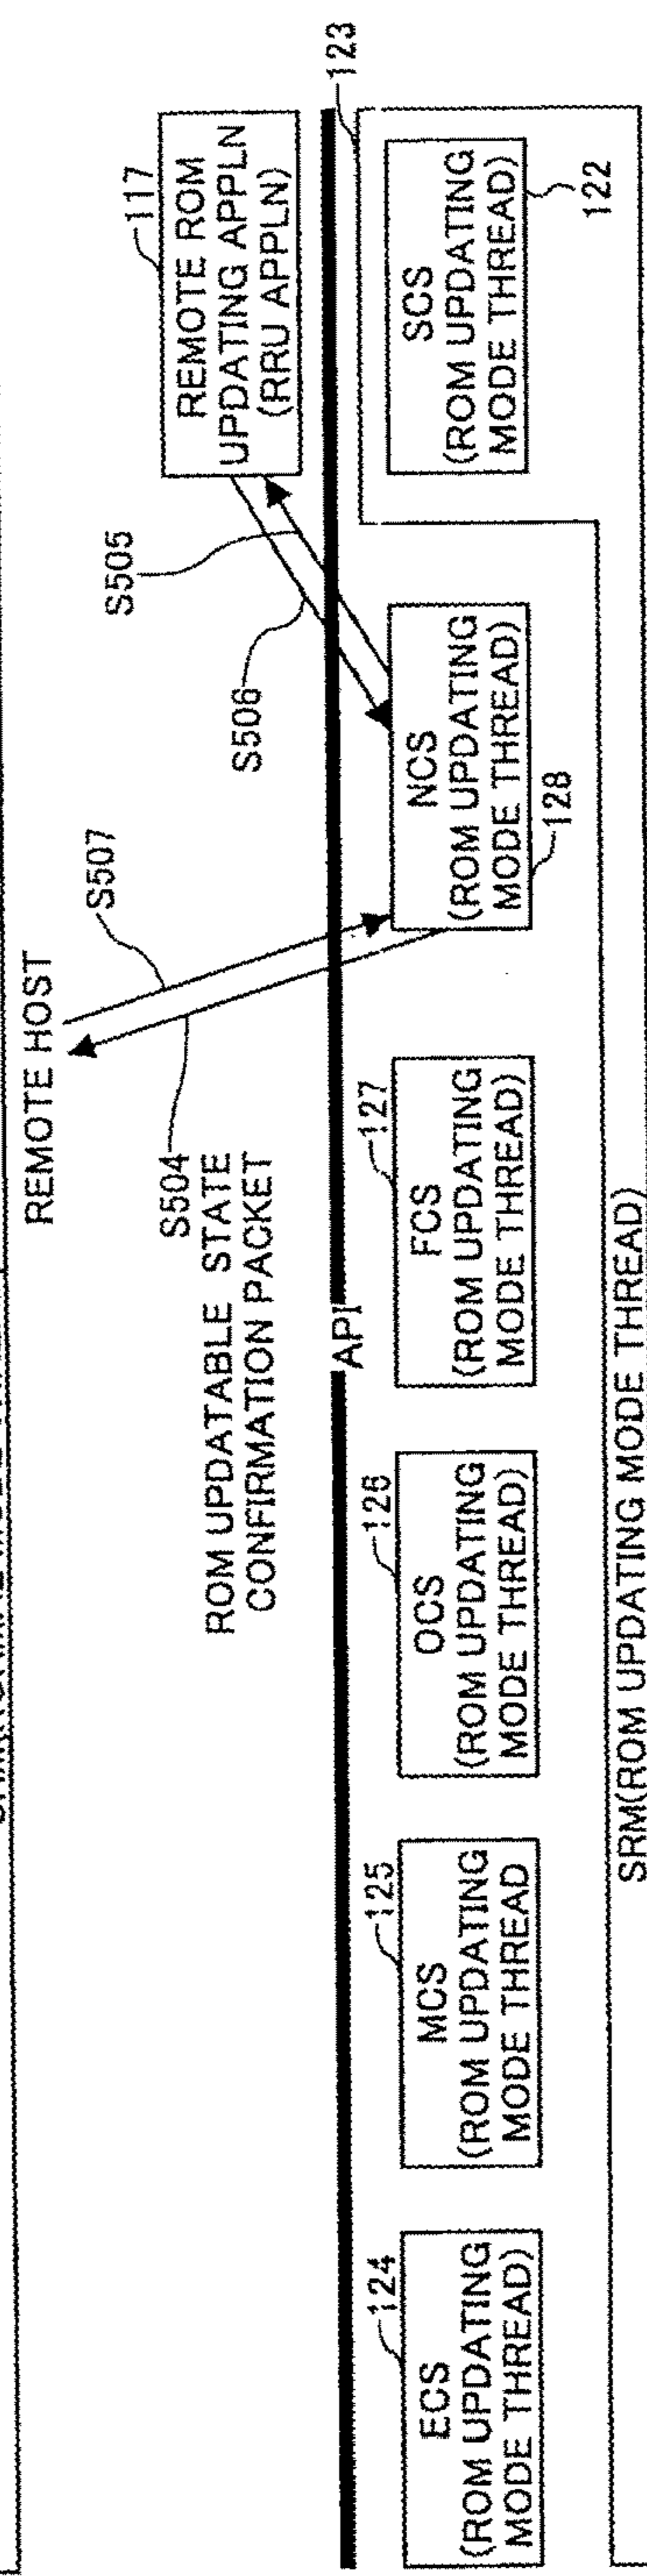 REMOTE HOST
S507
S504
ROM UPDATABLE STATE
CONFIRMATION PACKET
S506
S505
117
REMOTE ROM
UPDATING APPLN
(RRU APPLN)
API
123
124
ECS
(ROM UPDATING
MODE THREAD)
125
MCS
(ROM UPDATING
MODE THREAD
126
OCS
(ROM UPDATING
MODE THREAD)
127
FCS
(ROM UPDATING
MODE THREAD)
NCS
(ROM UPDATING
MODE THREAD)
128
SCS
(ROM UPDATING
MODE THREAD)
122
SRM(ROM UPDATING MODE THREAD)